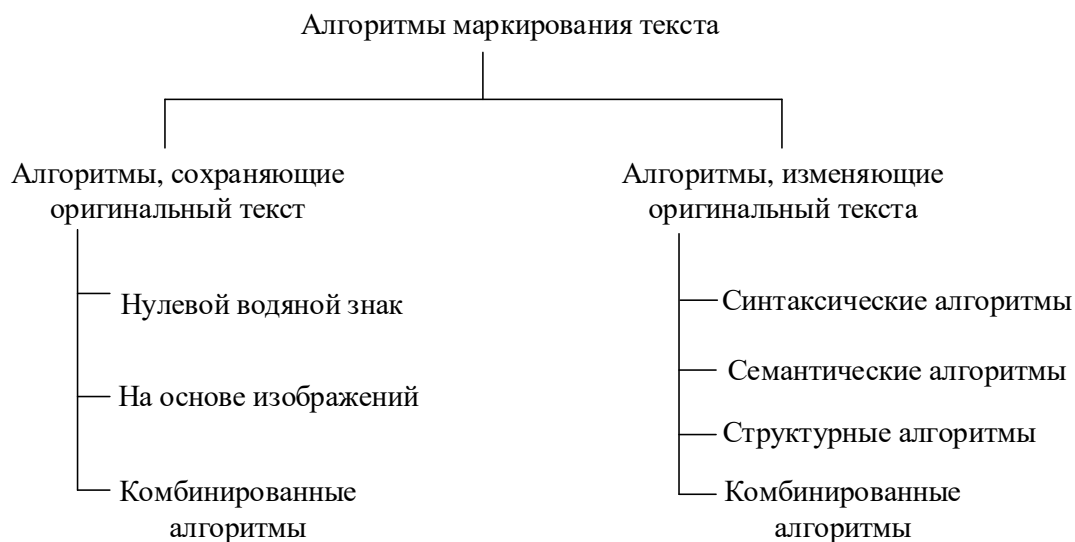 Алгоритмы маркирования текста
Алгоритмы, сохраняющие
оригинальный текст
Нулевой водяной знак
На основе изображений
Комбинированные
алгоритмы
Алгоритмы, изменяющие
оригинальный текста
Синтаксические алгоритмы
Семантические алгоритмы
Структурные алгоритмы
Комбинированные
алгоритмы